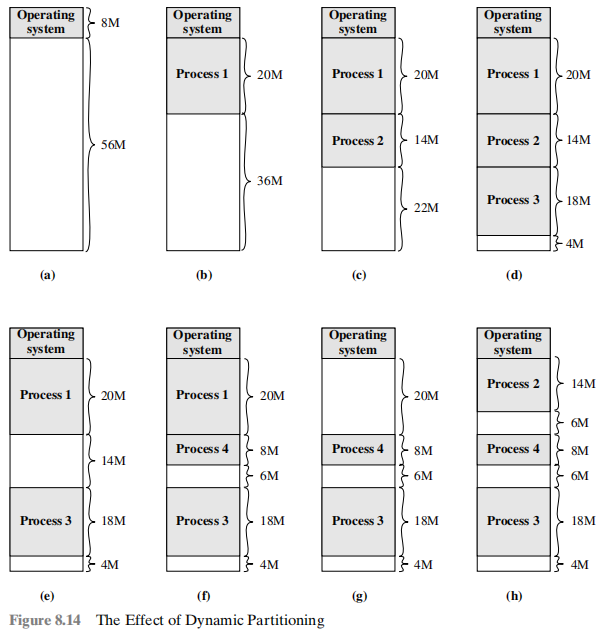 Operating
system
8M
56M
(a)
Operating
system
Process 1
20M
36M
(b)
Operating
system
Process 1
20M
Process 2
14M
22M
(c)
Operating
system
Process 1
20M
Process 2
14M
Process 3
18M
4M
(d)
Operating
system
Process 1
20M
14M
Process 3
18M
4M
(e)
Operating
system
Process 1
20M
Process 4
8M
6M
Process 3
18M
4M
(f)
Operating
system
20M
Process 4
8M
6M
Process 3
18M
4M
(g)
Operating
system
Process 2
14M
6M
Process 4
8M
6M
Process 3
18M
4M
(h)
Figure 8.14 The Effect of Dynamic Partitioning